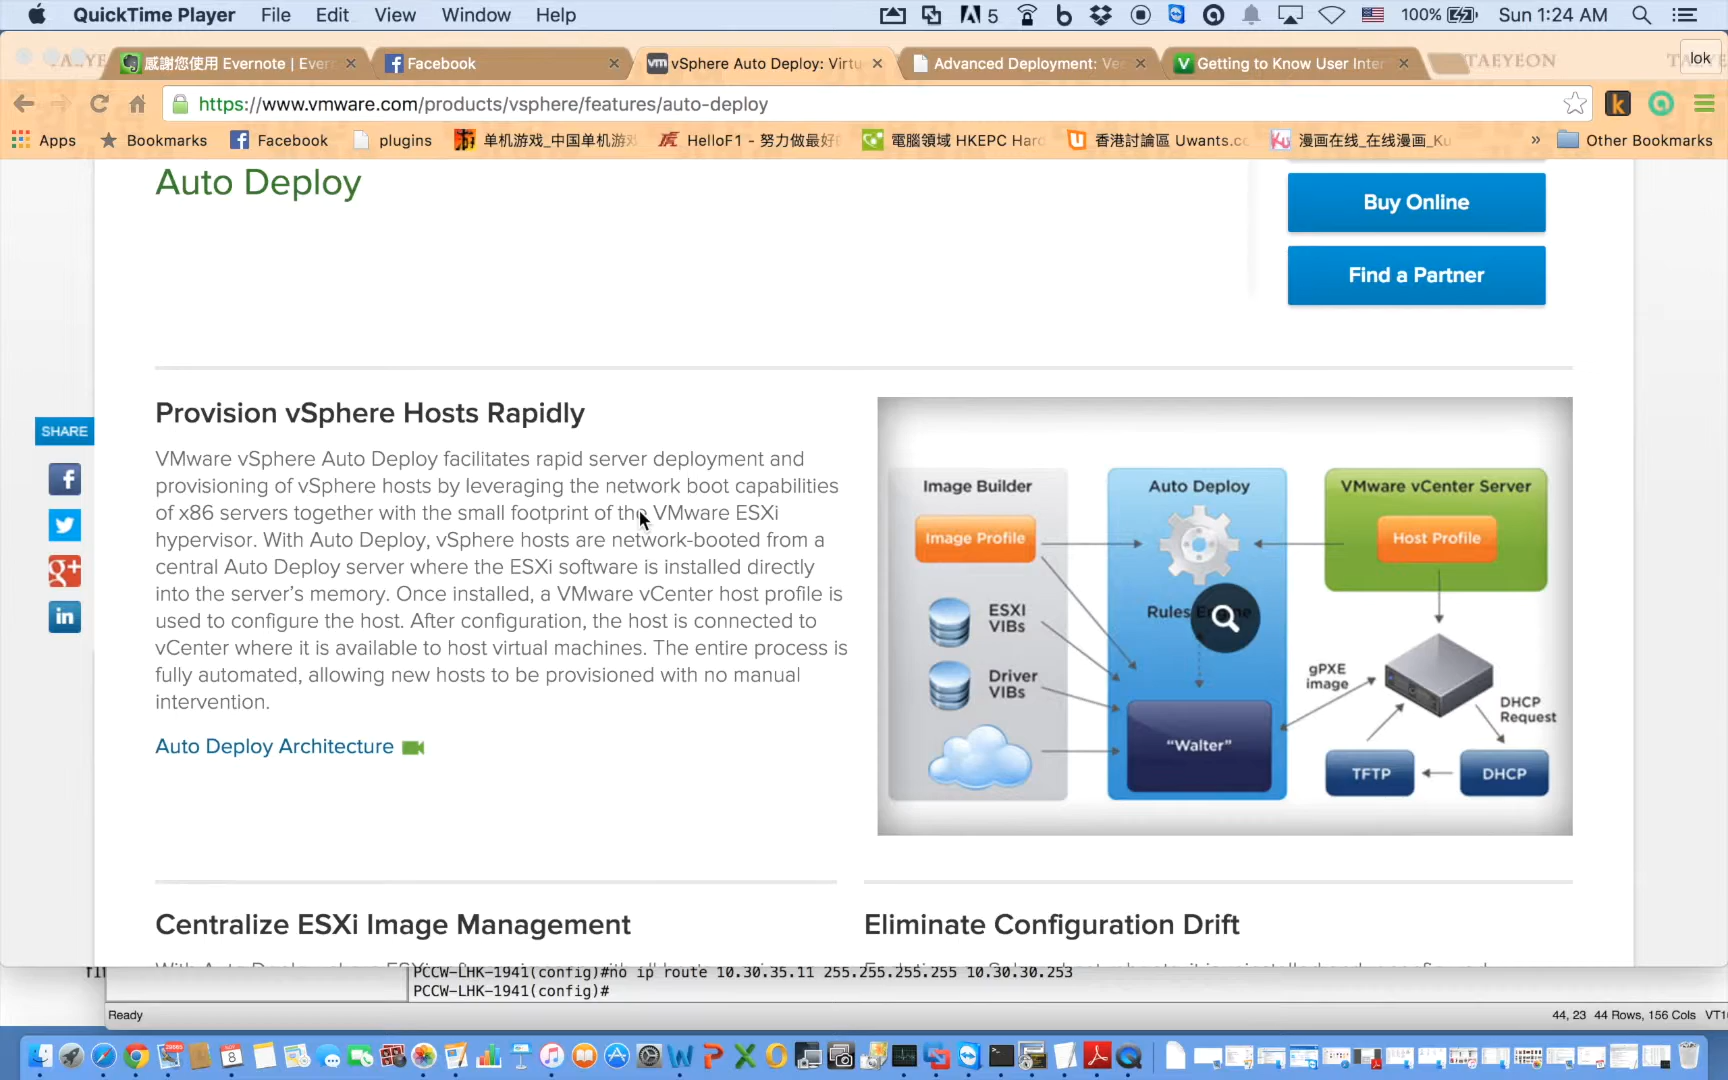 QuickTime Player File Edit View Window Help 5 100% Sun 1:24 AM
感謝您使用 Evernote | Ever Facebook vSphere Auto Deploy: Virtu Advanced Deployment: Ve Getting to Know User Inter TAEYEON lok
https://www.vmware.com/products/vsphere/features/auto-deploy
Apps Bookmarks Facebook plugins 单机游戏_中国单机游 HelloF1 - 努力做最好 電腦領域 HKEPC Hard 香港討論區 Uwants.cc 漫画在线_在线漫画_Ku » Other Bookmarks
Auto Deploy
Buy Online
Find a Partner
Provision vSphere Hosts Rapidly
SHARE
VMware vSphere Auto Deploy facilitates rapid server deployment and
provisioning of vSphere hosts by leveraging the network boot capabilities
of x86 servers together with the small footprint of the VMware ESXi
hypervisor. With Auto Deploy, vSphere hosts are network-booted from a
central Auto Deploy server where the ESXi software is installed directly
into the server's memory. Once installed, a VMware vCenter host profile is
used to configure the host. After configuration, the host is connected to
vCenter where it is available to host virtual machines. The entire process is
fully automated, allowing new hosts to be provisioned with no manual
intervention.
Auto Deploy Architecture
Image Builder
Image Profile
ESXI
VIBs
Driver
VIBs
Auto Deploy
Rules Engine
"Walter"
VMware vCenter Server
Host Profile
gPXE
image
DHCP
Request
TFTP
DHCP
Centralize ESXi Image Management
Eliminate Configuration Drift
PCCW-LHK-1941(config)#no ip route 10.30.35.11 255.255.255.255 10.30.30.253
PCCW-LHK-1941(config)#
Ready 44, 23 44 Rows, 156 Cols VT1